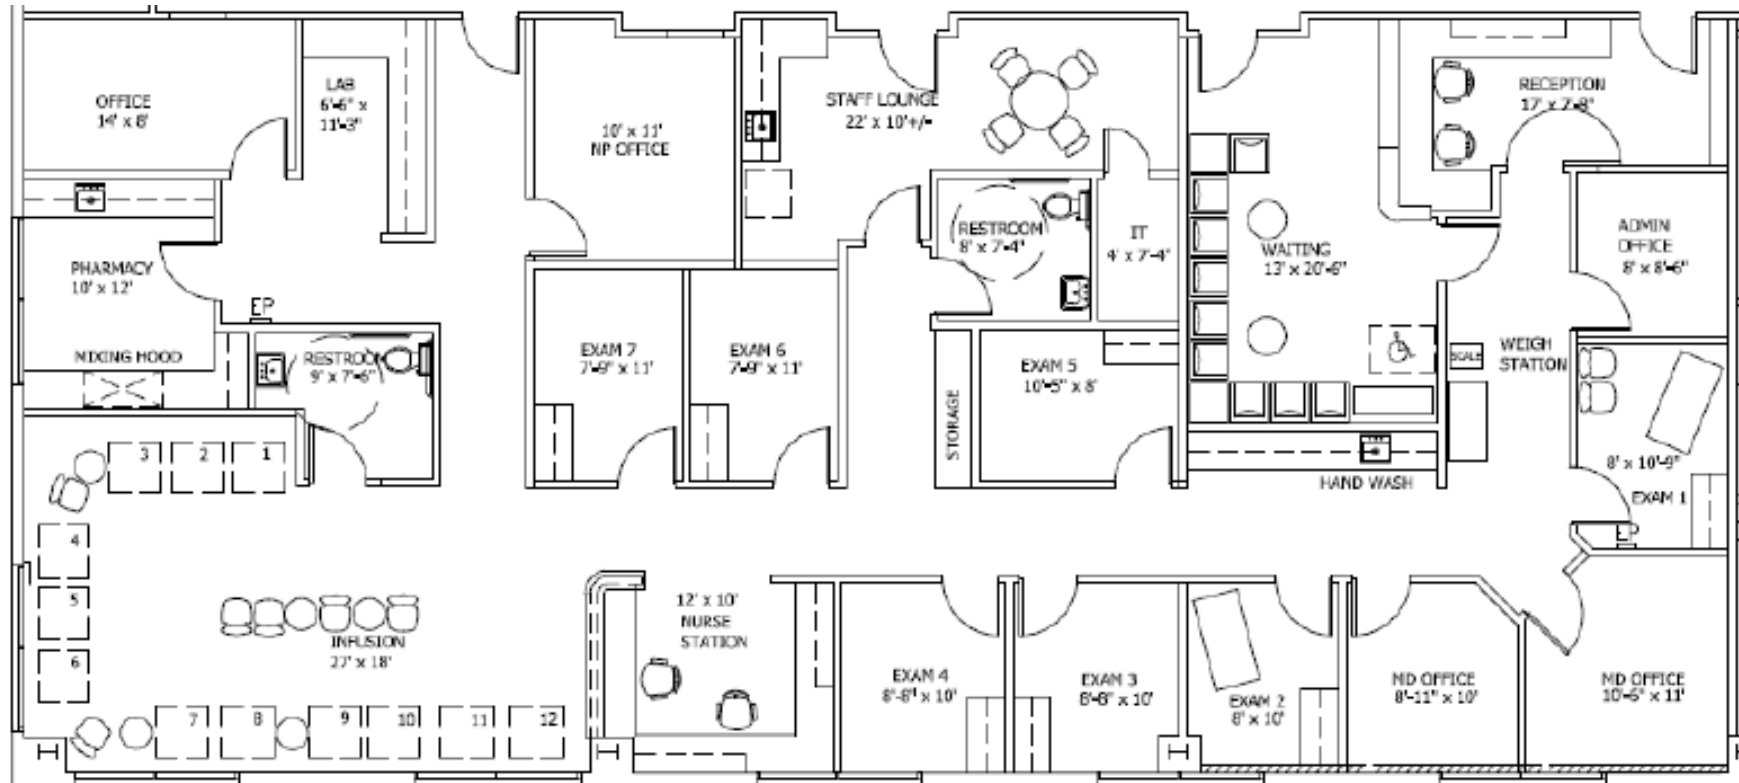 OFFICE
14' x 8'
LAB
6'-6" x
11'-3"
10' x 11'
NP OFFICE
STAFF LOUNGE
22' x 10'+/-
RECEPTION
17' x 7'-8"
PHARMACY
10' x 12'
EP
MIXING HOOD
RESTROOM
9' x 7'-6"
EXAM 7
7'-9" x 11'
EXAM 6
7'-9" x 11'
RESTROOM
8' x 7'-4"
IT
4' x 7'-4"
STORAGE
EXAM 5
10'-5" x 8'
WAITING
13' x 20'-6"
ADMIN
OFFICE
8' x 8'-6"
SCALE
WEIGH
STATION
HAND WASH
8' x 10'-9"
EXAM 1
3
2
1
4
5
6
INFUSION
27' x 18'
7
8
9
10
11
12
12' x 10'
NURSE
STATION
EXAM 4
8'-8" x 10'
EXAM 3
8'-8" x 10'
EXAM 2
8' x 10'
MD OFFICE
8'-11" x 10'
MD OFFICE
10'-6" x 11'